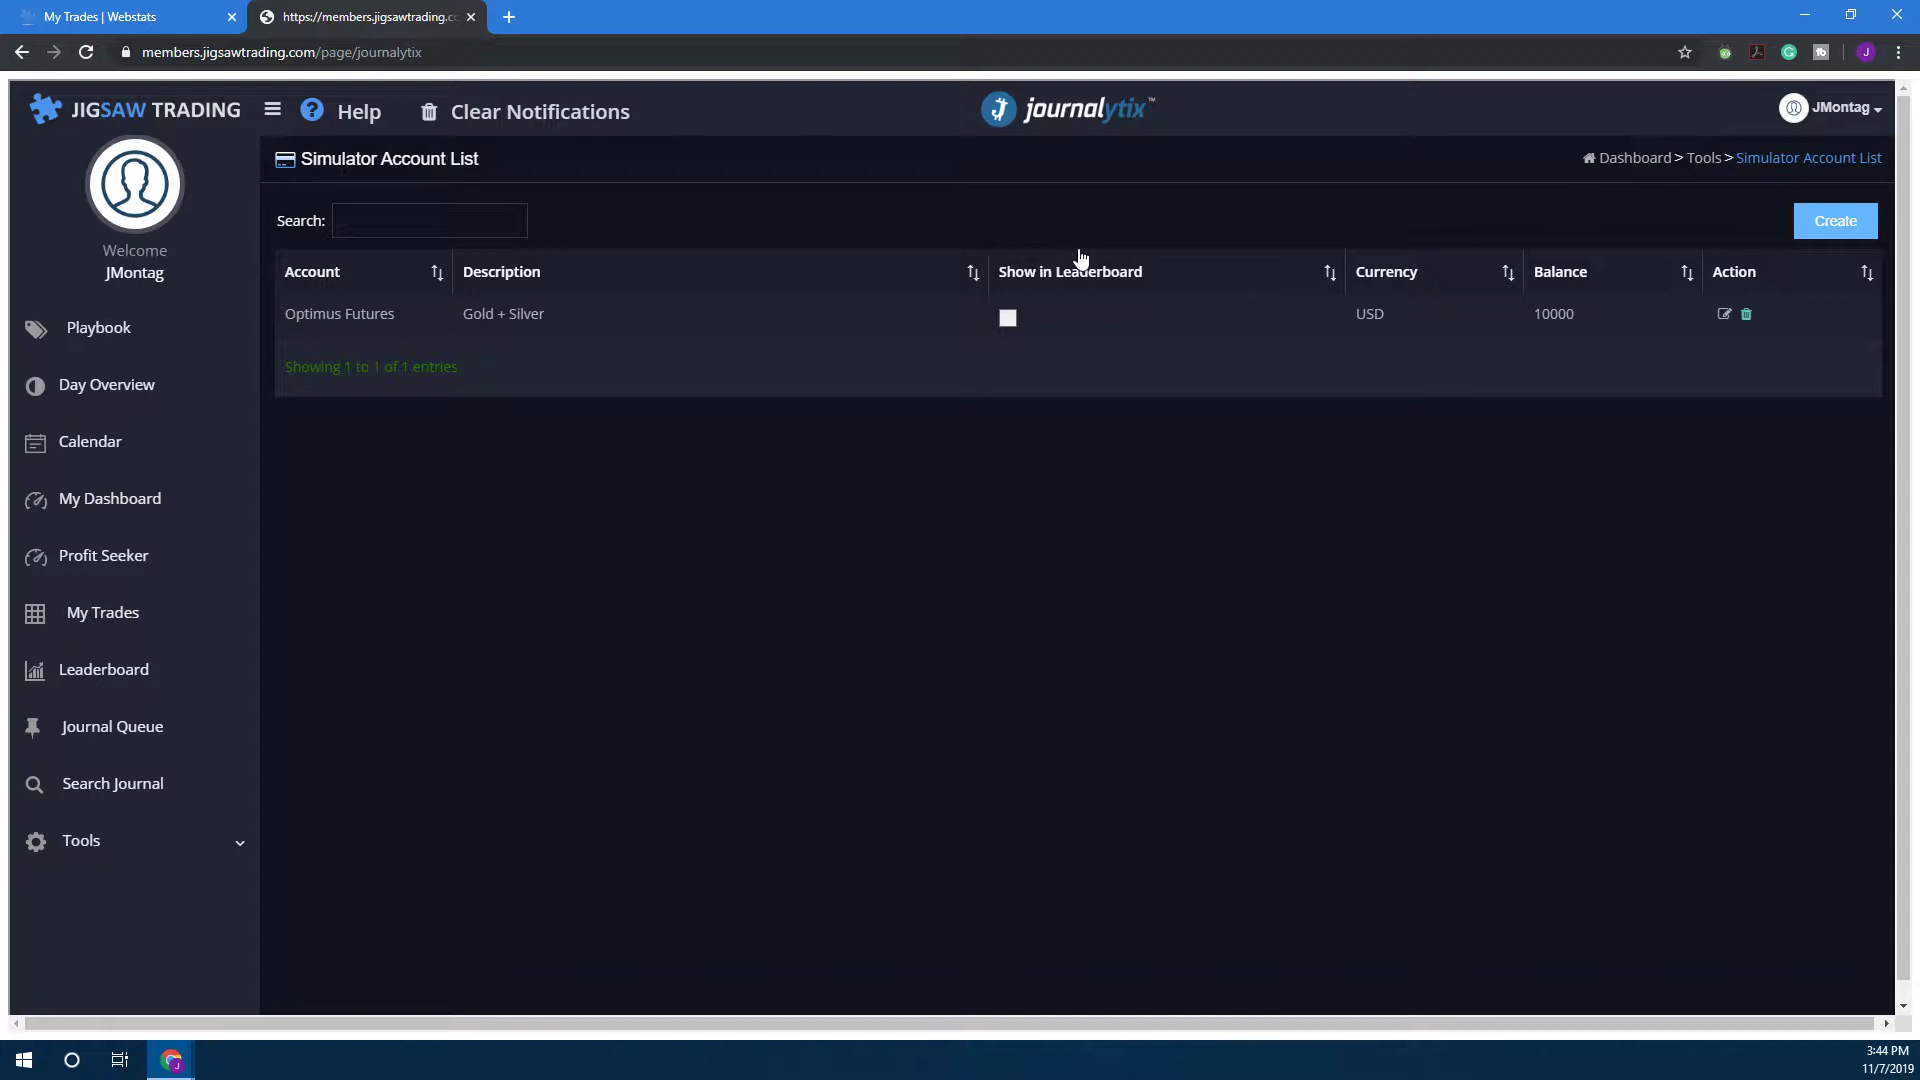 My Trades | Webstats
https://members.jigsawtrading.c
members.jigsawtrading.com/page/journalytix
J
JIGSAW TRADING
? Help
Clear Notifications
journalytix™
JMontag
Simulator Account List
Dashboard > Tools > Simulator Account List
Welcome
JMontag
Search:
Create
Account Description Show in Leaderboard Currency Balance Action
Optimus Futures Gold + Silver USD 10000
Showing 1 to 1 of 1 entries
Playbook
Day Overview
Calendar
My Dashboard
Profit Seeker
My Trades
Leaderboard
Journal Queue
Search Journal
Tools
3:44 PM
11/7/2019